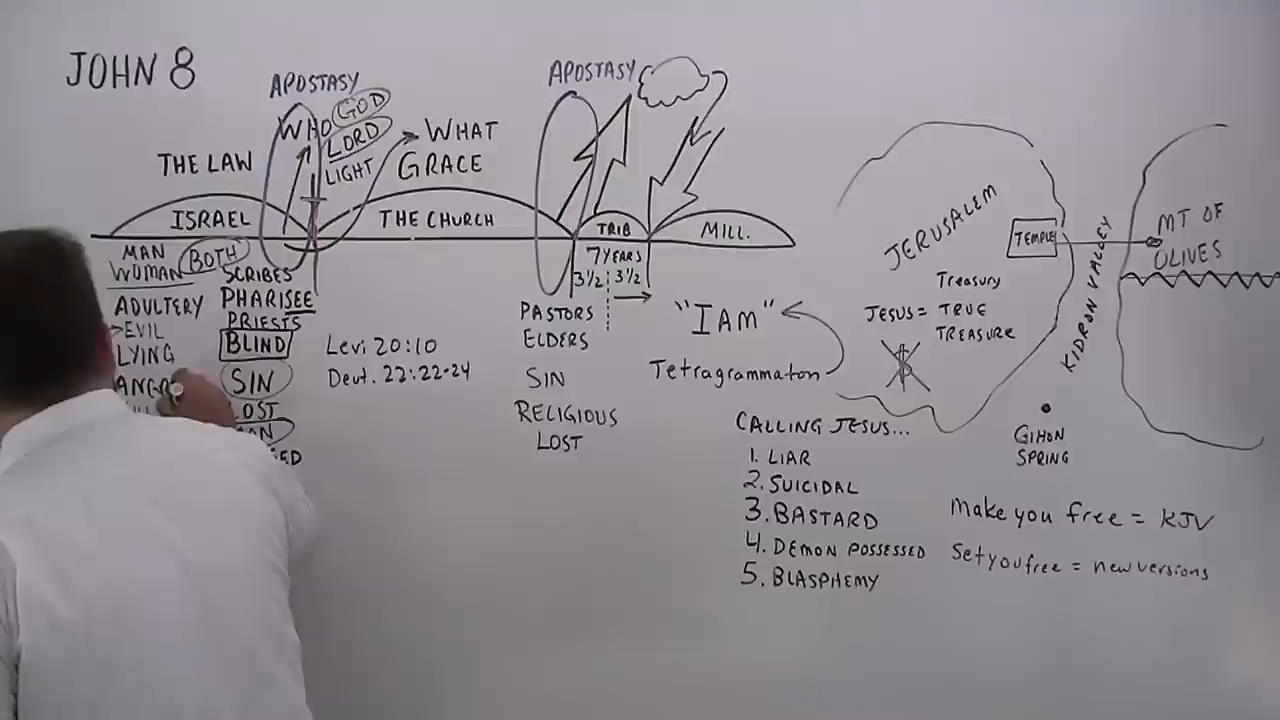 JOHN 8
APOSTASY
WHO GOD
LORD
LIGHT
WHAT
GRACE
THE LAW
ISRAEL
THE CHURCH
APOSTASY
TRIB
MILL.
7 YEARS
3½ 3½
MAN
WOMAN
BOTH
ADULTERY
EVIL
LYING
SCRIBES
PHARISEE
PRIESTS
BLIND
SIN
LOST
Levi 20:10
Deut. 22:22-24
PASTORS
ELDERS
SIN
RELIGIOUS
LOST
"I AM"
Tetragrammaton
CALLING JESUS...
1. LIAR
2. SUICIDAL
3. BASTARD
4. DEMON POSSESSED
5. BLASPHEMY
JERUSALEM
TEMPLE
Treasury
JESUS = TRUE
TREASURE
$
KIDRON VALLEY
MT OF
OLIVES
GIHON
SPRING
Make you free = KJV
Set you free = new versions